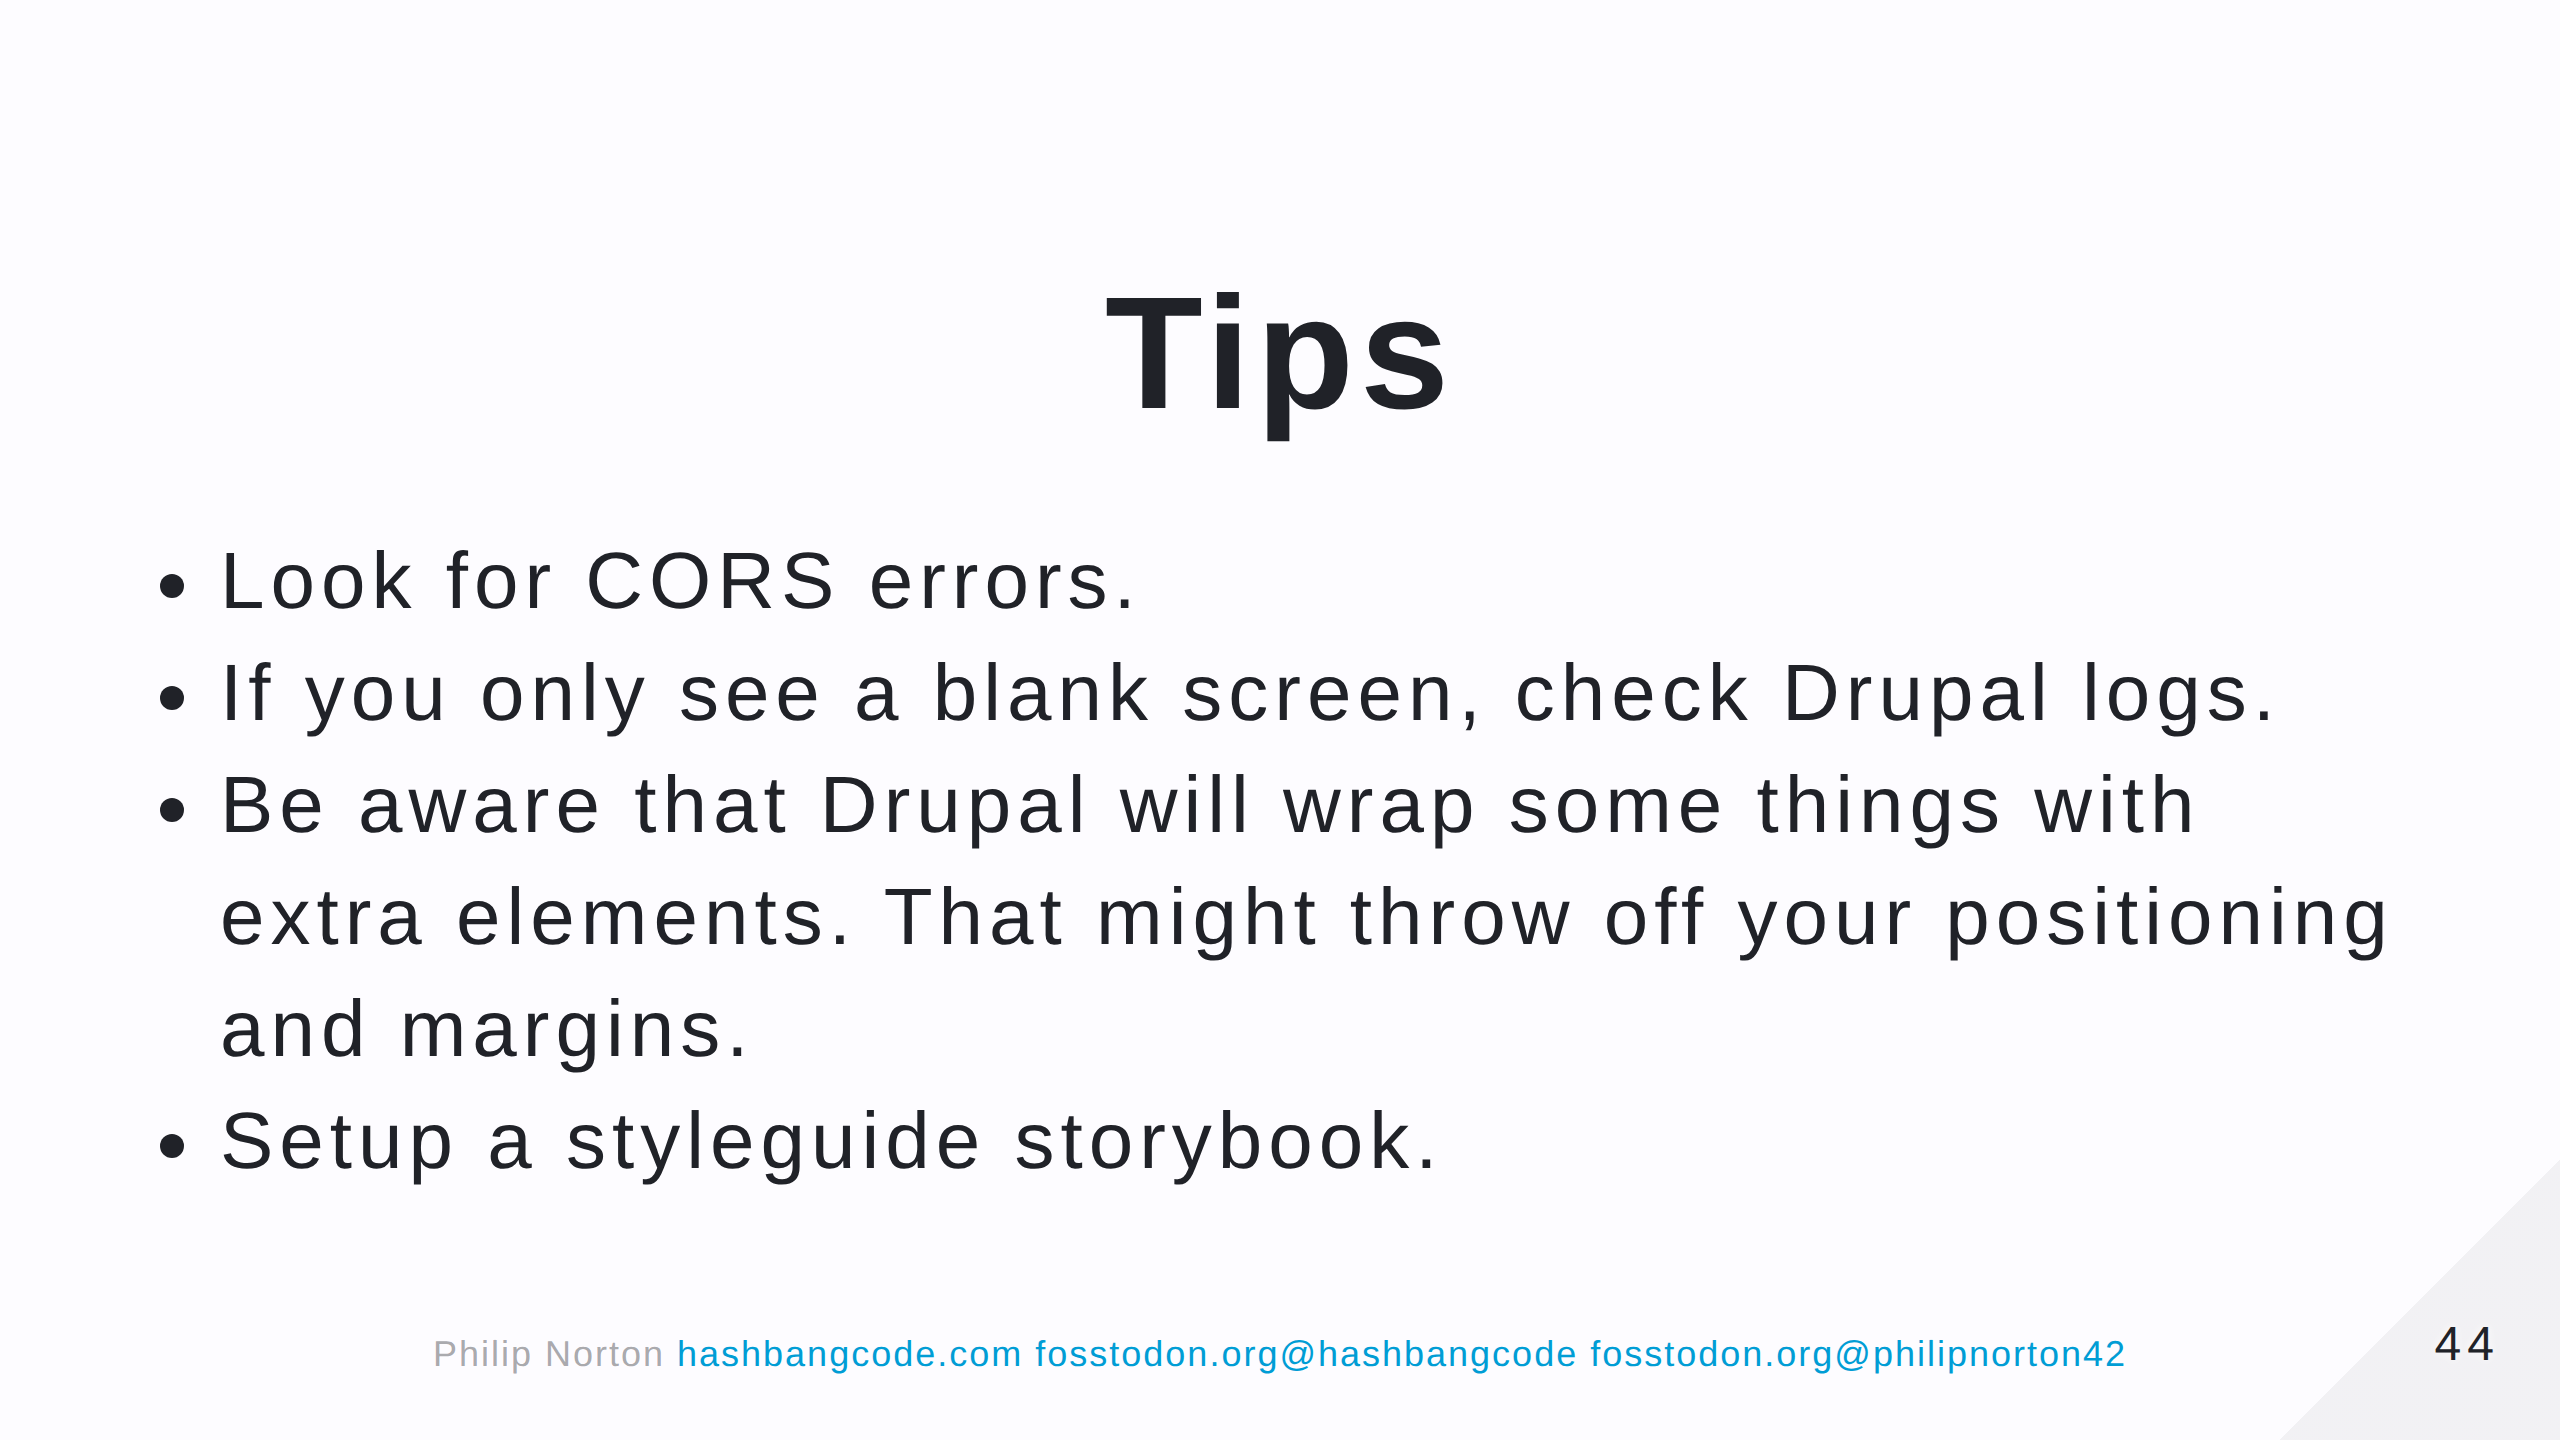 Tips
• Look for CORS errors.
• If you only see a blank screen, check Drupal logs.
• Be aware that Drupal will wrap some things with
extra elements. That might throw off your positioning
and margins.
• Setup a styleguide storybook.
Philip Norton hashbangcode.com fosstodon.org@hashbangcode fosstodon.org@philipnorton42
44